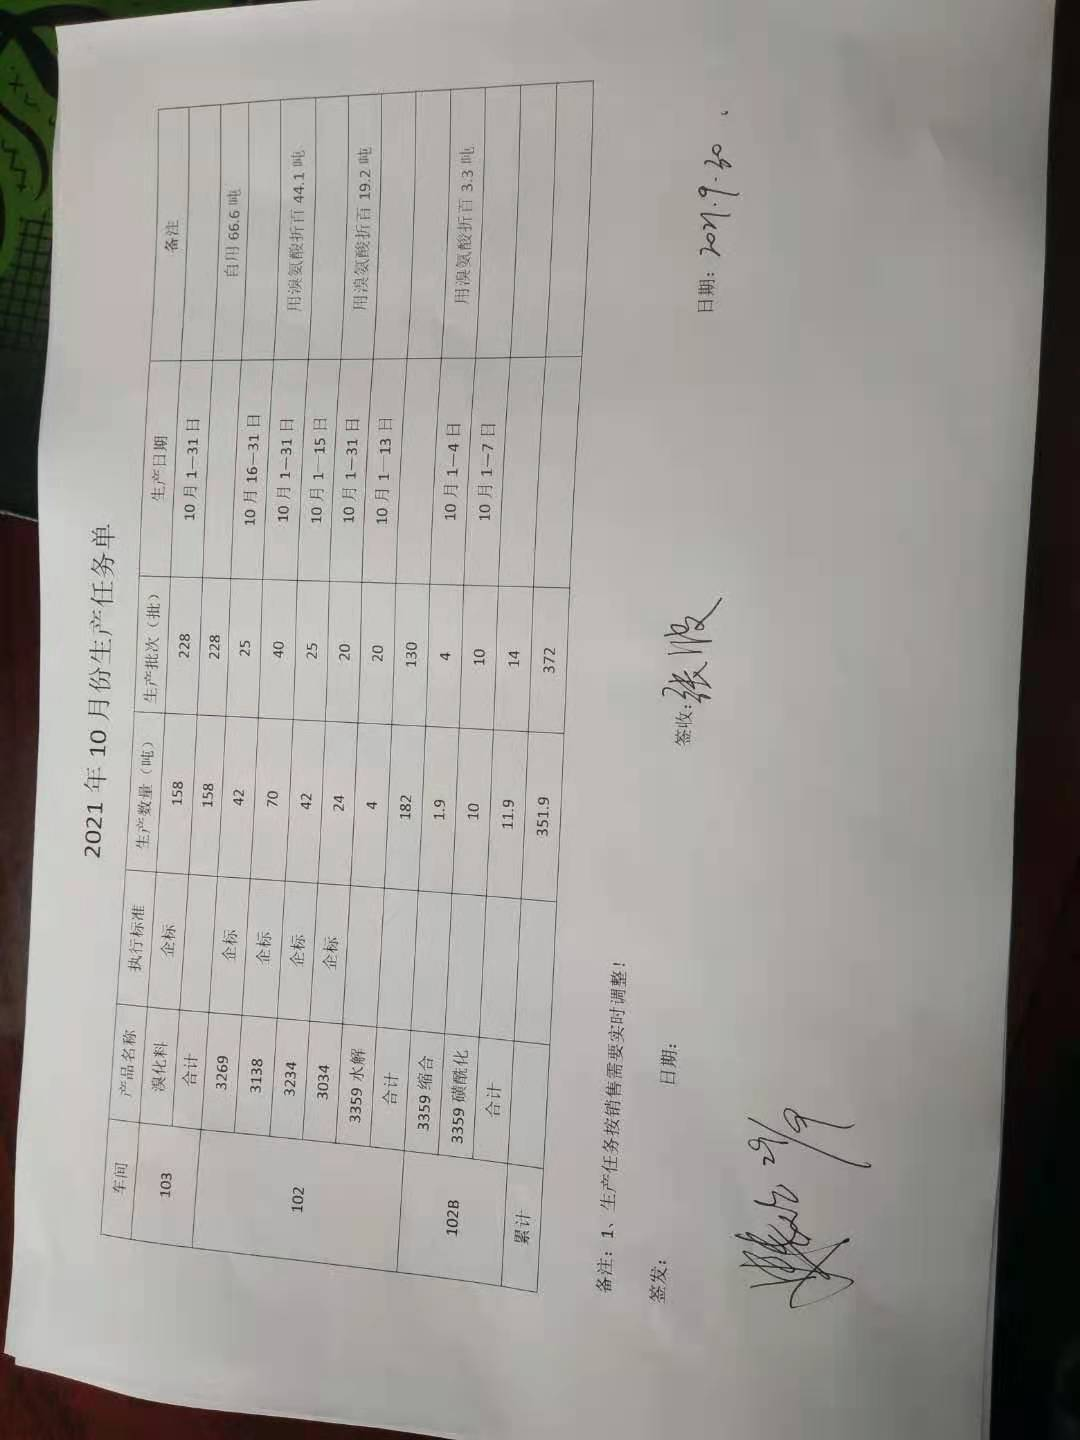 2021 年 10 月份生产任务单
车间 产品名称 执行标准 生产数量（吨） 生产批次（批） 生产日期 备注
103 溴化料 企标 158 228 10 月 1—31 日
合计 158 228
102 3269 企标 42 25 10 月 16—31 日 自用 66.6 吨
3138 企标 70 40 10 月 1—31 日 用溴氨酸折百 44.1 吨
3234 企标 42 25 10 月 1—15 日
3034 企标 24 20 10 月 1—31 日 用溴氨酸折百 19.2 吨
3359 水解 4 20 10 月 1—13 日
合计 182 130
102B 3359 缩合 1.9 4 10 月 1—4 日 用溴氨酸折百 3.3 吨
3359 磺酰化 10 10 10 月 1—7 日
合计 11.9 14
累计 351.9 372
备注：1、生产任务按销售需要实时调整！
签发： 日期： 签收：张波 日期：2021.9.30.
29/9